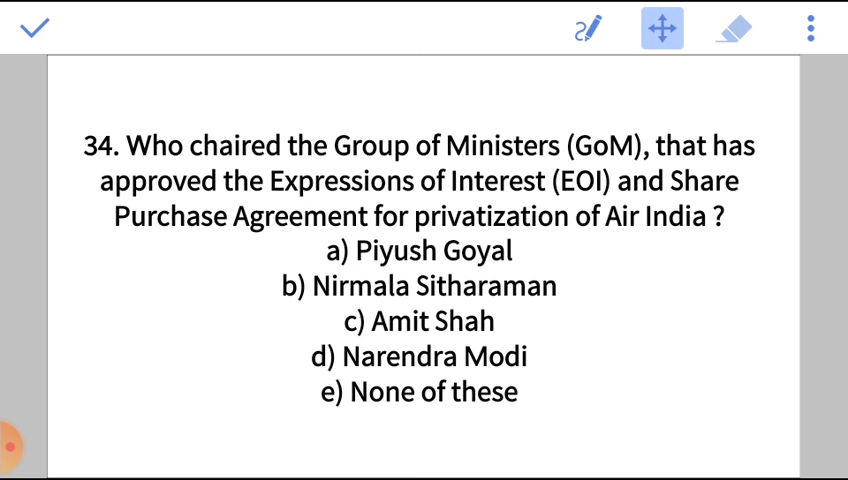 34. Who chaired the Group of Ministers (GoM), that has
approved the Expressions of Interest (EOI) and Share
Purchase Agreement for privatization of Air India ?
a) Piyush Goyal
b) Nirmala Sitharaman
c) Amit Shah
d) Narendra Modi
e) None of these